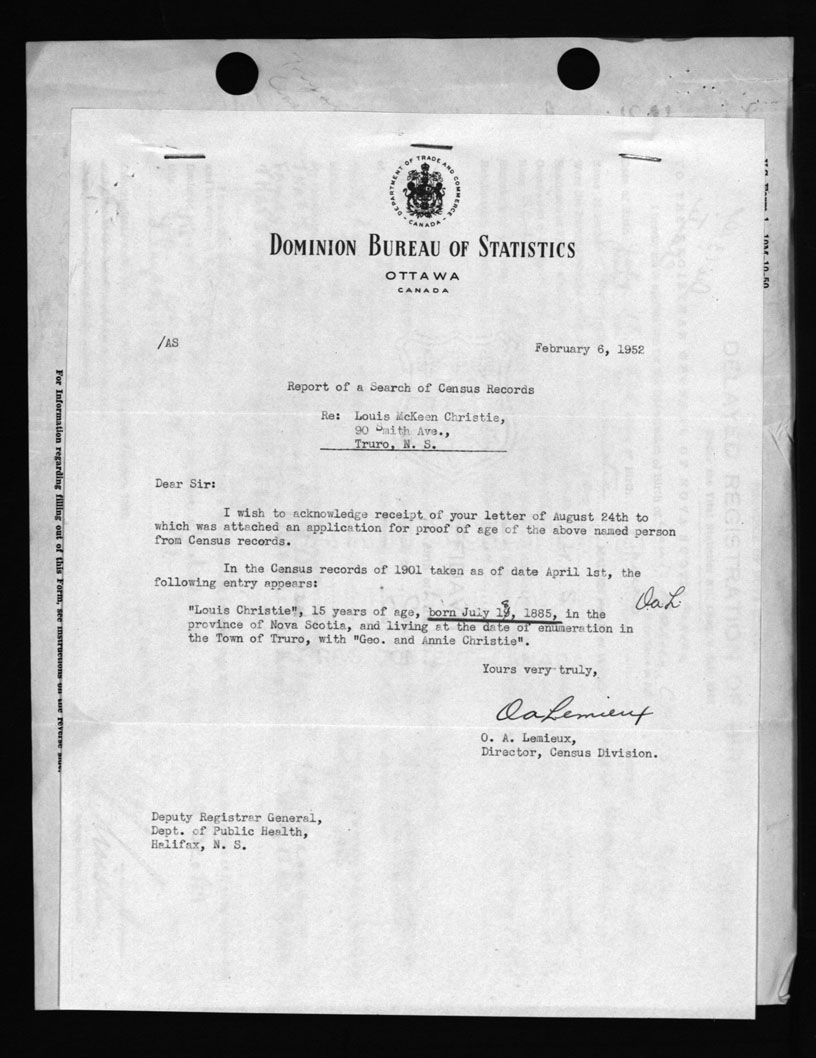 DEPARTMENT OF TRADE AND COMMERCE
CANADA
DOMINION BUREAU OF STATISTICS
OTTAWA
CANADA
/AS
February 6, 1952
Report of a Search of Census Records
Re: Louis McKeen Christie,
90 Smith Ave.,
Truro, N. S.
Dear Sir:
I wish to acknowledge receipt of your letter of August 24th to
which was attached an application for proof of age of the above named person
from Census records.
In the Census records of 1901 taken as of date April 1st, the
following entry appears:
OaL
"Louis Christie", 15 years of age, born July 18, 1885, in the
province of Nova Scotia, and living at the date of enumeration in
the Town of Truro, with "Geo. and Annie Christie".
Yours very truly,
OaLemieux
O. A. Lemieux,
Director, Census Division.
Deputy Registrar General,
Dept. of Public Health,
Halifax, N. S.
For Information regarding filling out of this Form, see instructions on the reverse